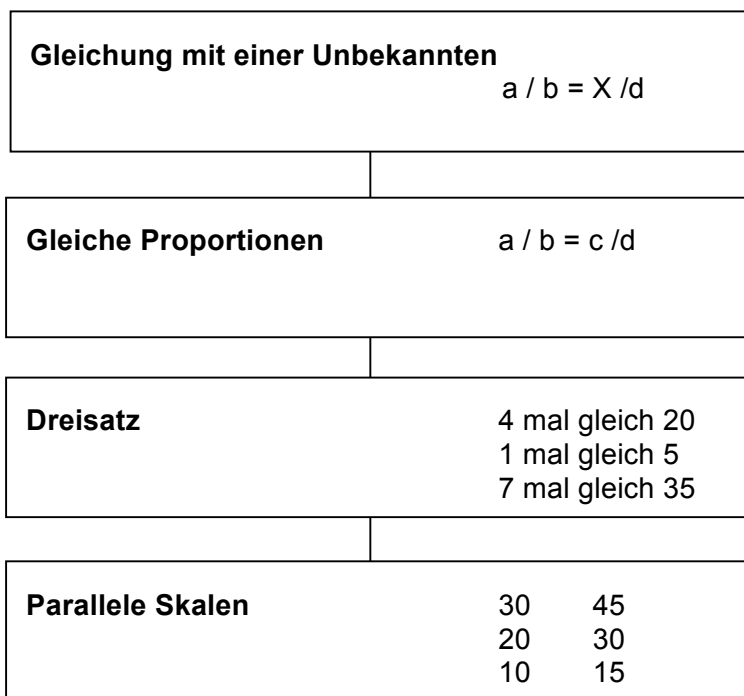 Gleichung mit einer Unbekannten
a / b = X /d
Gleiche Proportionen a / b = c /d
Dreisatz 4 mal gleich 20
1 mal gleich 5
7 mal gleich 35
Parallele Skalen 30 45
20 30
10 15